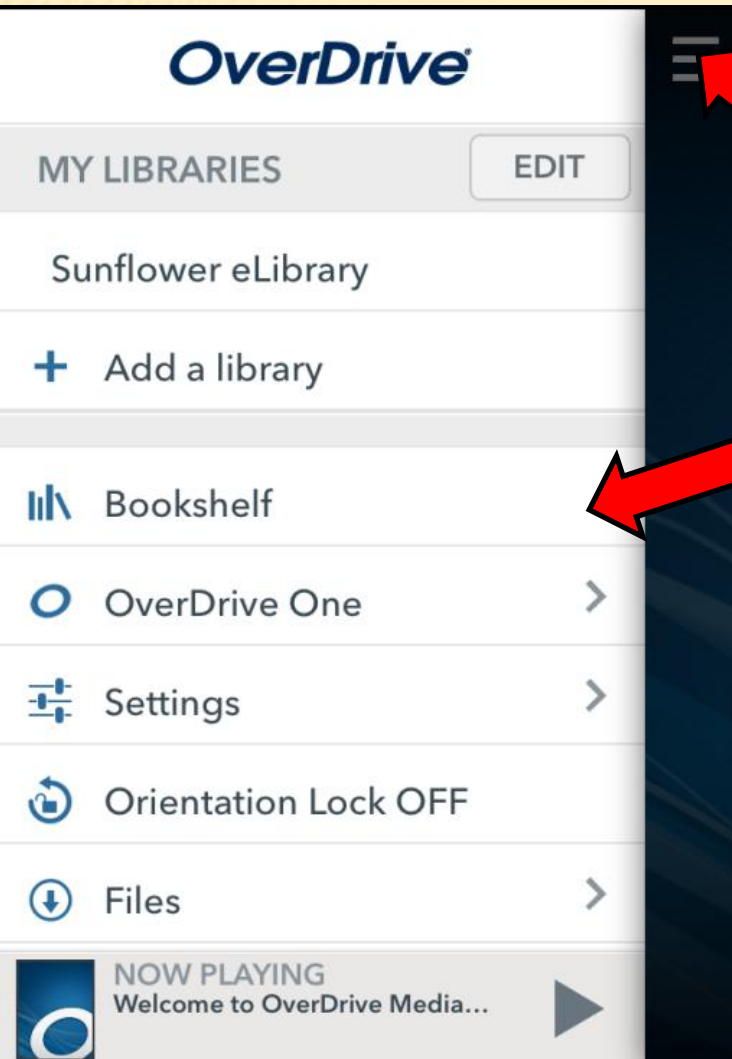 OverDrive
MY LIBRARIES EDIT
Sunflower eLibrary
+ Add a library
Bookshelf
OverDrive One
Settings
Orientation Lock OFF
Files
NOW PLAYING
Welcome to OverDrive Media...